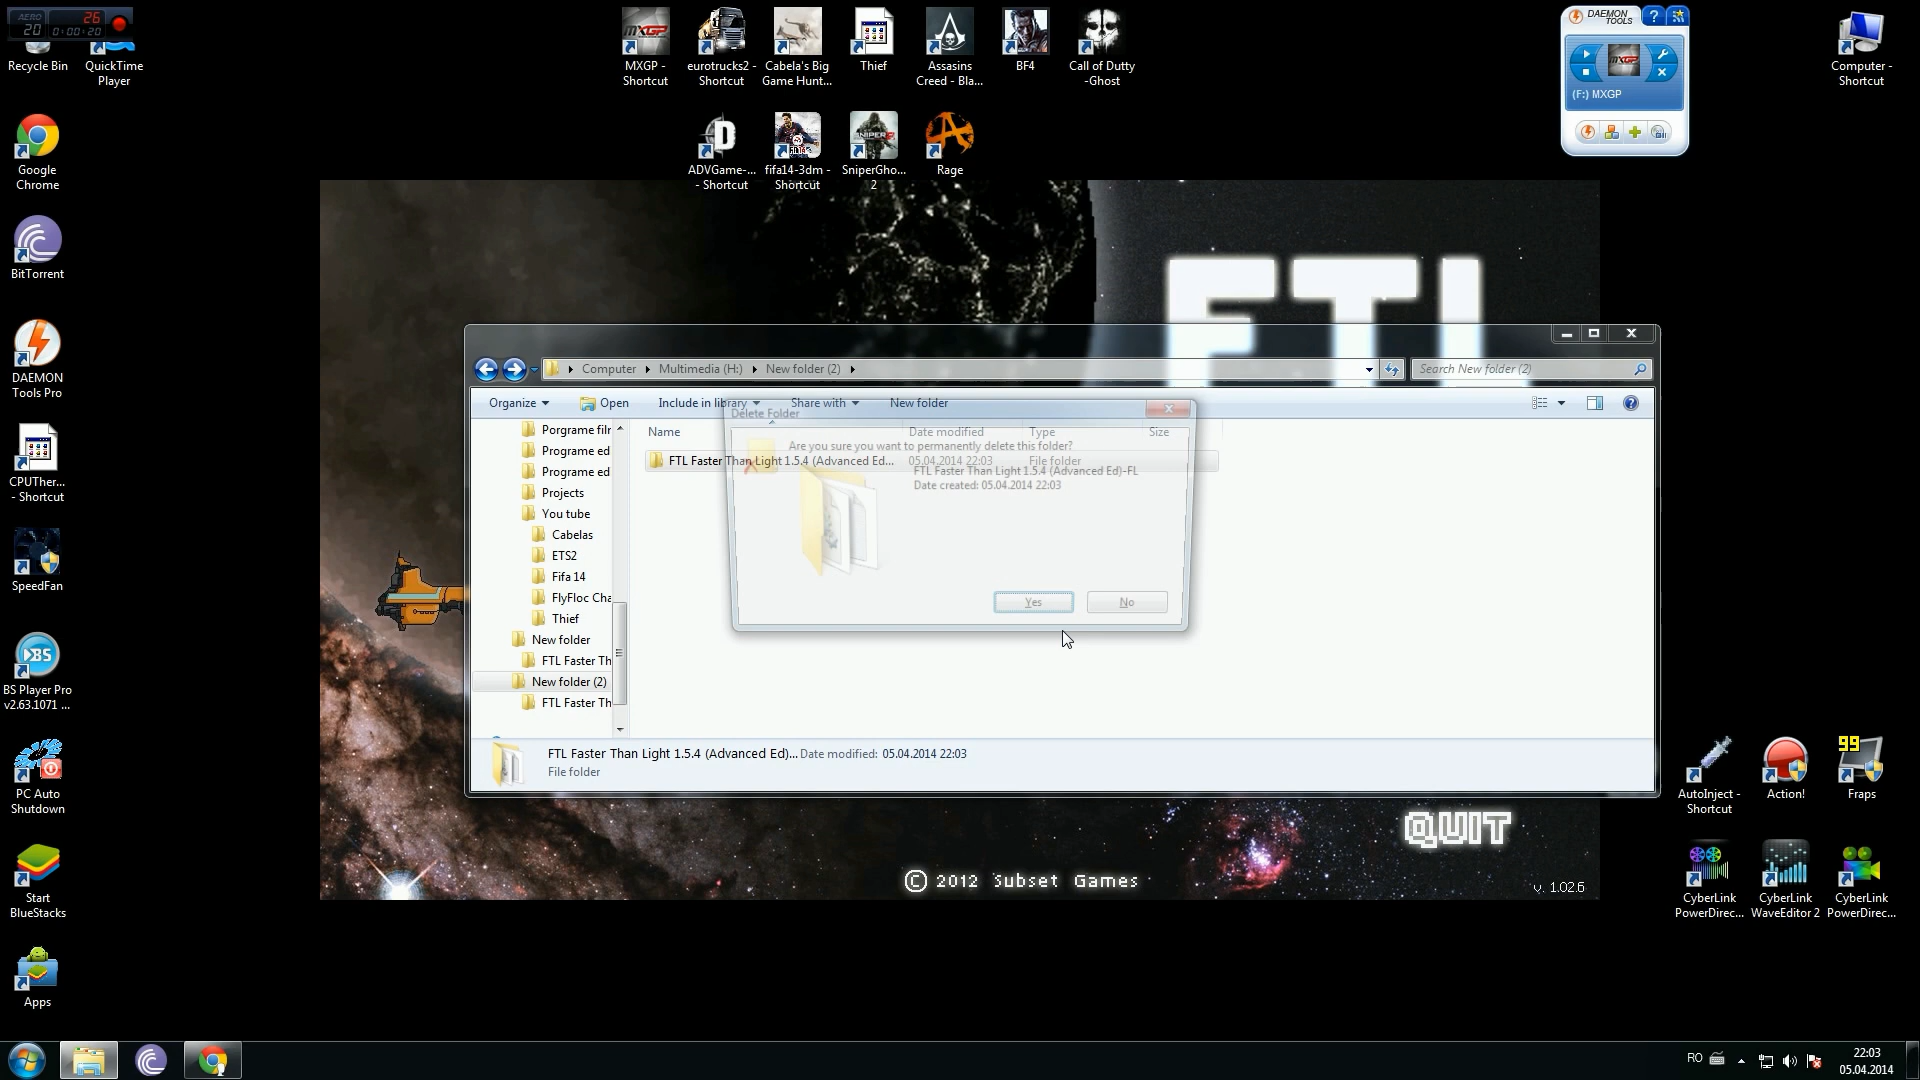 AERO
20
26
0:00:20
Recycle Bin
QuickTime
Player
MXGP -
Shortcut
eurotrucks2 -
Shortcut
Cabela's Big
Game Hunt...
Thief
Assasins
Creed - Bla...
BF4
Call of Dutty
-Ghost
DAEMON
TOOLS
(F:) MXGP
Computer -
Shortcut
Google
Chrome
ADVGame-...
- Shortcut
fifa14-3dm -
Shortcut
SniperGho...
2
Rage
BitTorrent
DAEMON
Tools Pro
CPUTher...
- Shortcut
SpeedFan
BS Player Pro
v2.63.1071 ...
PC Auto
Shutdown
Start
BlueStacks
Apps
FTL
Computer
Multimedia (H:)
New folder (2)
Search New folder (2)
Organize
Open
Include in library
Share with
New folder
Delete Folder
Name
Date modified
Type
Size
Are you sure you want to permanently delete this folder?
FTL Faster Than Light 1.5.4 (Advanced Ed...
05.04.2014 22:03
File folder
FTL Faster Than Light 1.5.4 (Advanced Ed)-FL
Date created: 05.04.2014 22:03
Yes
No
Porgrame filr
Programe ed
Programe ed
Projects
You tube
Cabelas
ETS2
Fifa 14
FlyFloc Cha
Thief
New folder
FTL Faster Th
New folder (2)
FTL Faster Th
FTL Faster Than Light 1.5.4 (Advanced Ed)...
Date modified: 05.04.2014 22:03
File folder
QUIT
© 2012 Subset Games
v. 1.02.6
AutoInject -
Shortcut
Action!
99
Fraps
CyberLink
PowerDirec...
CyberLink
WaveEditor 2
CyberLink
PowerDirec...
RO
22:03
05.04.2014